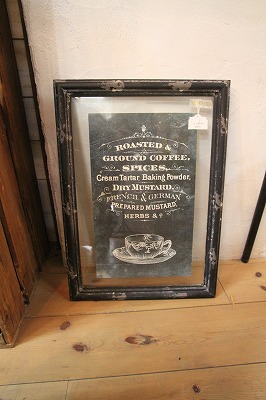 ROASTED &
GROUND COFFEE,
SPICES,
Cream Tartar Baking Powder,
DRY MUSTARD,
FRENCH & GERMAN
PREPARED MUSTARD,
HERBS &c